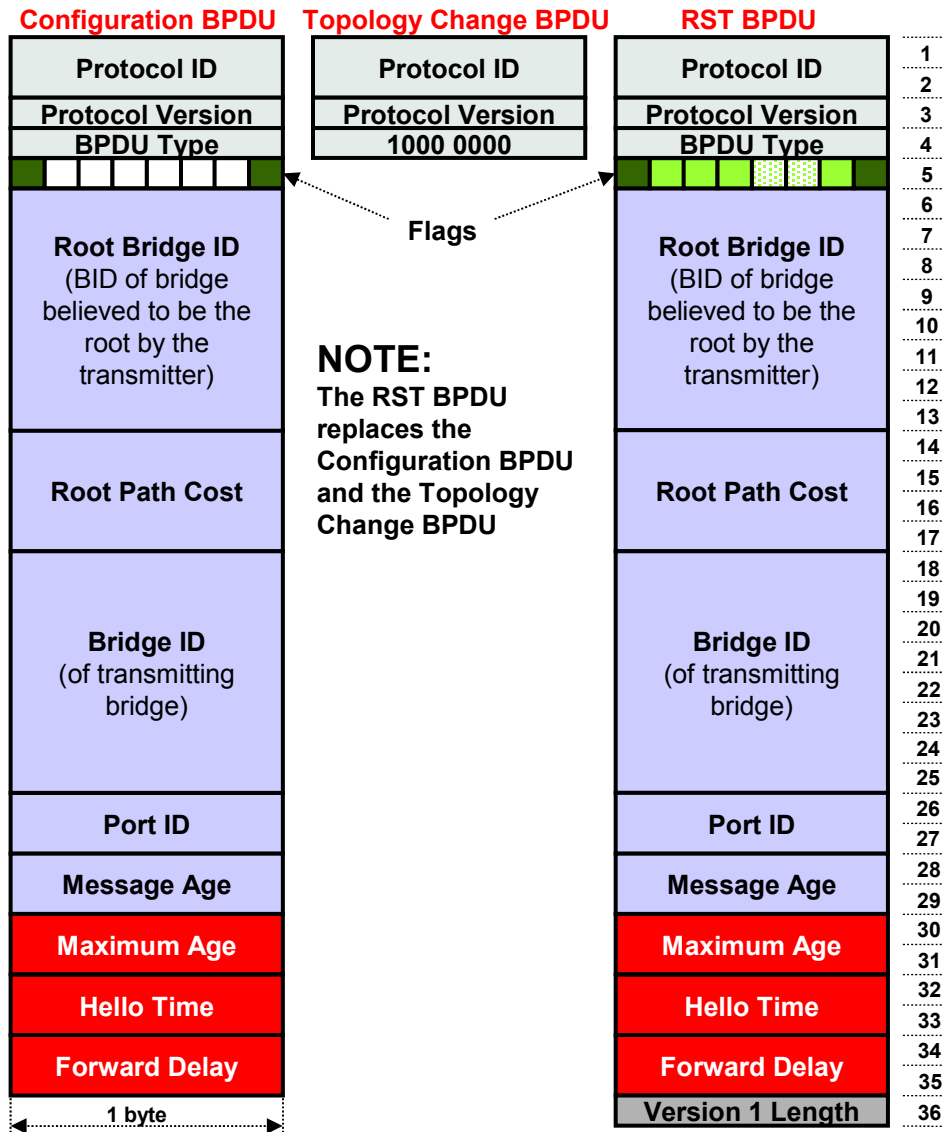 Configuration BPDU
Protocol ID
Protocol Version
BPDU Type
Root Bridge ID
(BID of bridge
believed to be the
root by the
transmitter)
Root Path Cost
Bridge ID
(of transmitting
bridge)
Port ID
Message Age
Maximum Age
Hello Time
Forward Delay
1 byte
Topology Change BPDU
Protocol ID
Protocol Version
1000 0000
Flags
NOTE:
The RST BPDU
replaces the
Configuration BPDU
and the Topology
Change BPDU
RST BPDU
Protocol ID
Protocol Version
BPDU Type
Root Bridge ID
(BID of bridge
believed to be the
root by the
transmitter)
Root Path Cost
Bridge ID
(of transmitting
bridge)
Port ID
Message Age
Maximum Age
Hello Time
Forward Delay
Version 1 Length
1
2
3
4
5
6
7
8
9
10
11
12
13
14
15
16
17
18
19
20
21
22
23
24
25
26
27
28
29
30
31
32
33
34
35
36